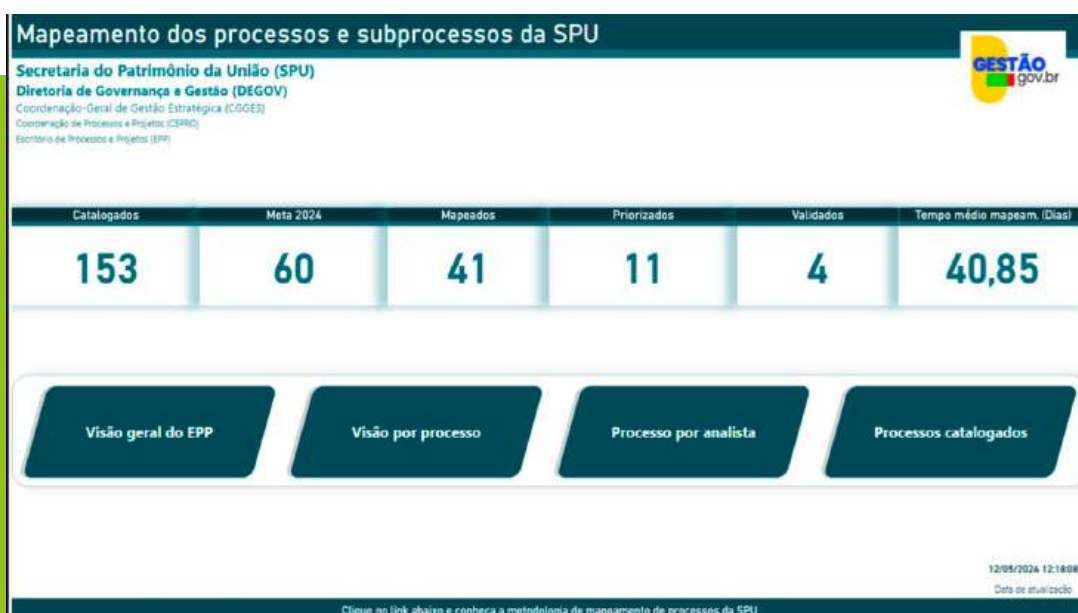 Mapeamento dos processos e subprocessos da SPU
GESTÃO
gov.br
Secretaria do Patrimônio da União (SPU)
Diretoria de Governança e Gestão (DEGOV)
Coordenação-Geral de Gestão Estratégica (CGGES)
Coordenação de Processos e Projetos (CEPRO)
Escritório de Processos e Projetos (EPP)
Catalogados Meta 2024 Mapeados Priorizados Validados Tempo médio mapeam. (Dias)
153 60 41 11 4 40,85
Visão geral do EPP Visão por processo Processo por analista Processos catalogados
12/05/2024 12:18:08
Data de atualização
Clique no link abaixo e conheça a metodologia de mapeamento de processos da SPU